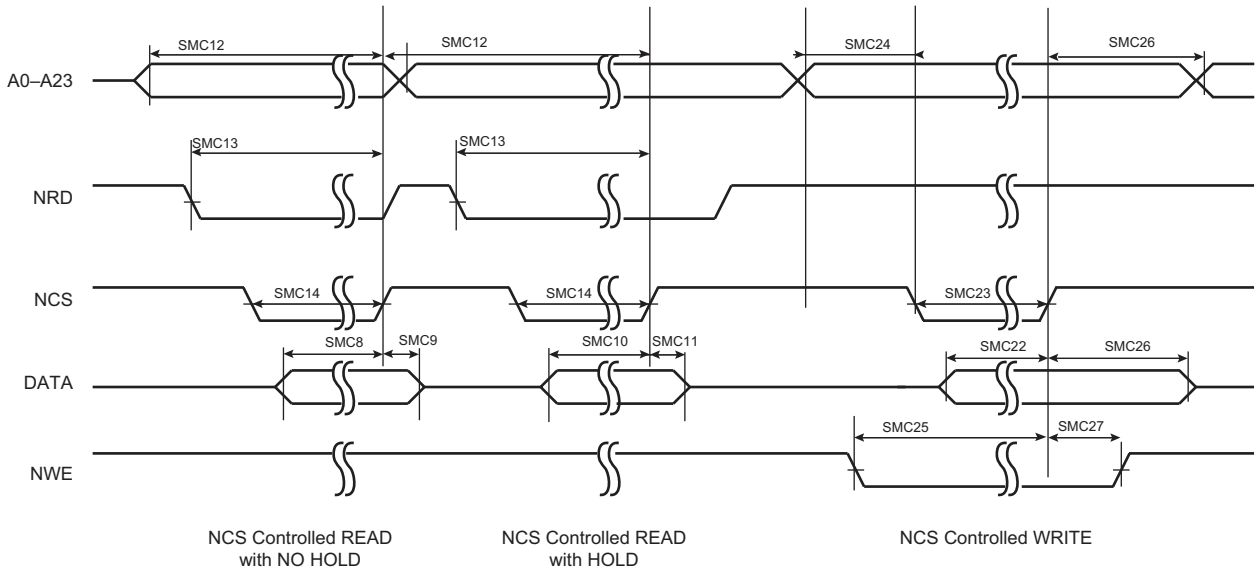 SMC12
SMC12
SMC24
SMC26
A0–A23
SMC13
SMC13
NRD
SMC14
SMC14
SMC23
NCS
SMC8
SMC9
SMC10
SMC11
SMC22
SMC26
DATA
SMC25
SMC27
NWE
NCS Controlled READ
with NO HOLD
NCS Controlled READ
with HOLD
NCS Controlled WRITE